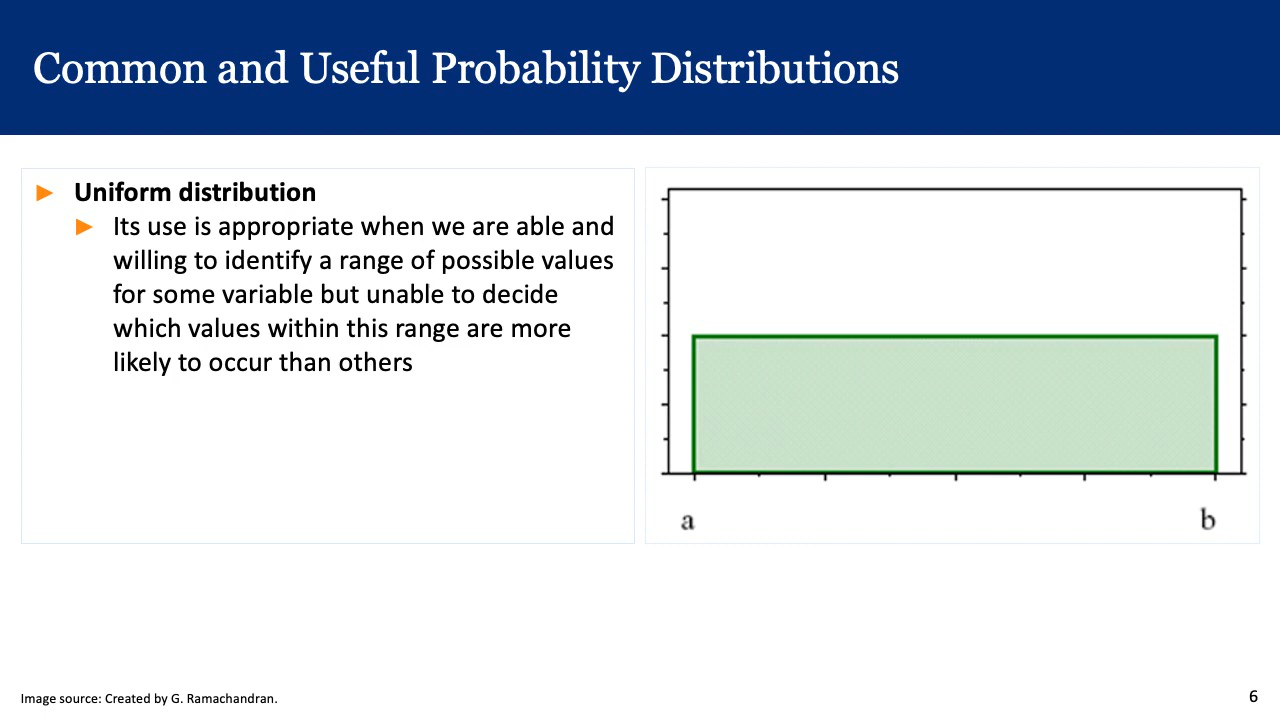 Common and Useful Probability Distributions
► Uniform distribution
► Its use is appropriate when we are able and
willing to identify a range of possible values
for some variable but unable to decide
which values within this range are more
likely to occur than others
a
b
Image source: Created by G. Ramachandran.
6